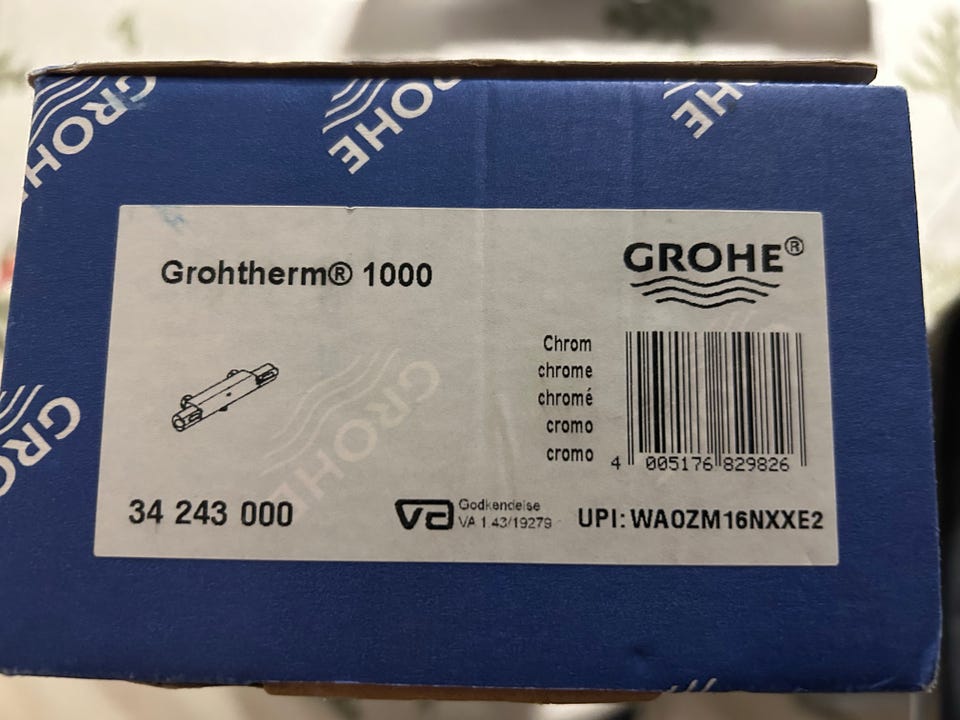 GROHE
GROHE
GROHE
GROHE
Grohtherm® 1000
GROHE®
Chrom
chrome
chromé
cromo
cromo
4 005176 829826
GROHE
34 243 000
va Godkendelse
VA 1.43/19279
UPI: WA0ZM16NXXE2